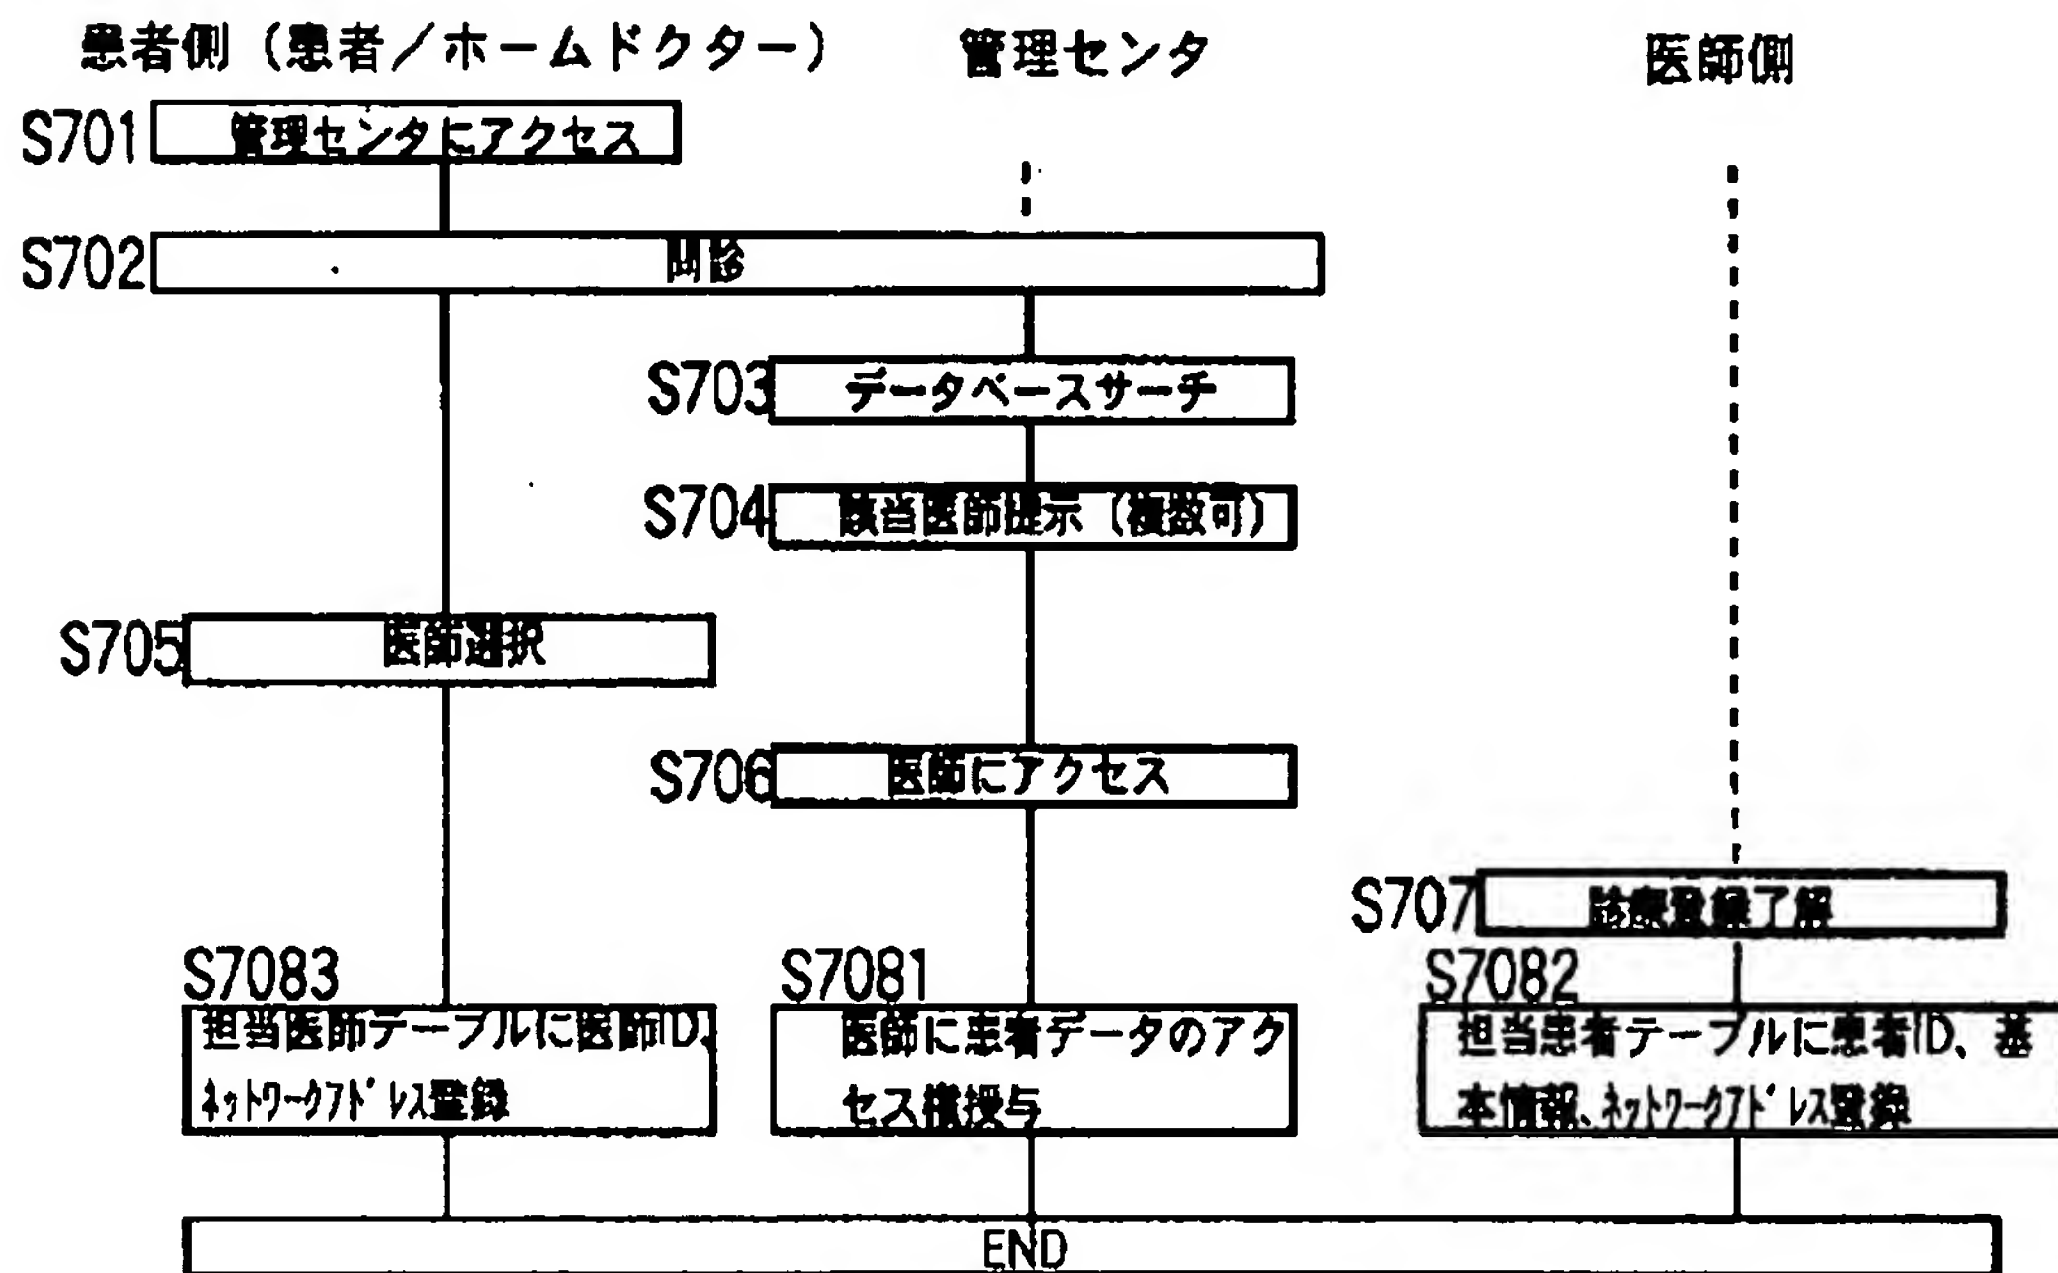 患者側（患者／ホームドクター） 管理センタ 医師側
S701 管理センタにアクセス
S702 問診
S703 データベースサーチ
S704 該当医師提示（複数可）
S705 医師選択
S706 医師にアクセス
S707 診療登録了解
S7083 S7081 S7082
担当医師テーブルに医師ID、
ネットワークアドレス登録
医師に患者データのアク
セス権授与
担当患者テーブルに患者ID、基
本情報、ネットワークアドレス登録
END